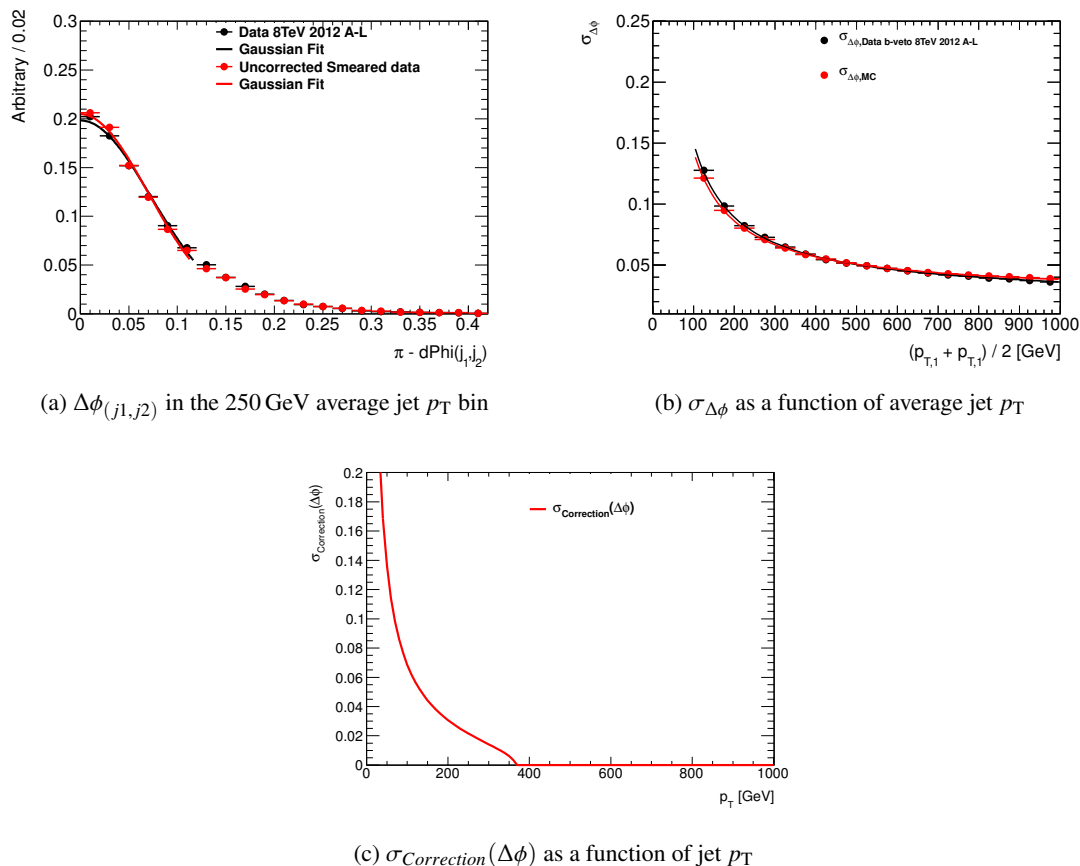 Arbitrary / 0.02
0.3
0.25
0.2
0.15
0.1
0.05
0
Data 8TeV 2012 A-L
Gaussian Fit
Uncorrected Smeared data
Gaussian Fit
0 0.05 0.1 0.15 0.2 0.25 0.3 0.35 0.4
π - dPhi(j1,j2)
(a) Δϕ(j1,j2) in the 250 GeV average jet pT bin
σΔϕ
0.25
0.2
0.15
0.1
0.05
σΔϕ,Data b-veto 8TeV 2012 A-L
σΔϕ,MC
0 100 200 300 400 500 600 700 800 900 1000
(pT,1 + pT,1) / 2 [GeV]
(b) σΔϕ as a function of average jet pT
σCorrection(Δϕ)
0.2
0.18
0.16
0.14
0.12
0.1
0.08
0.06
0.04
0.02
0
σCorrection(Δϕ)
0 200 400 600 800 1000
pT [GeV]
(c) σCorrection(Δϕ) as a function of jet pT